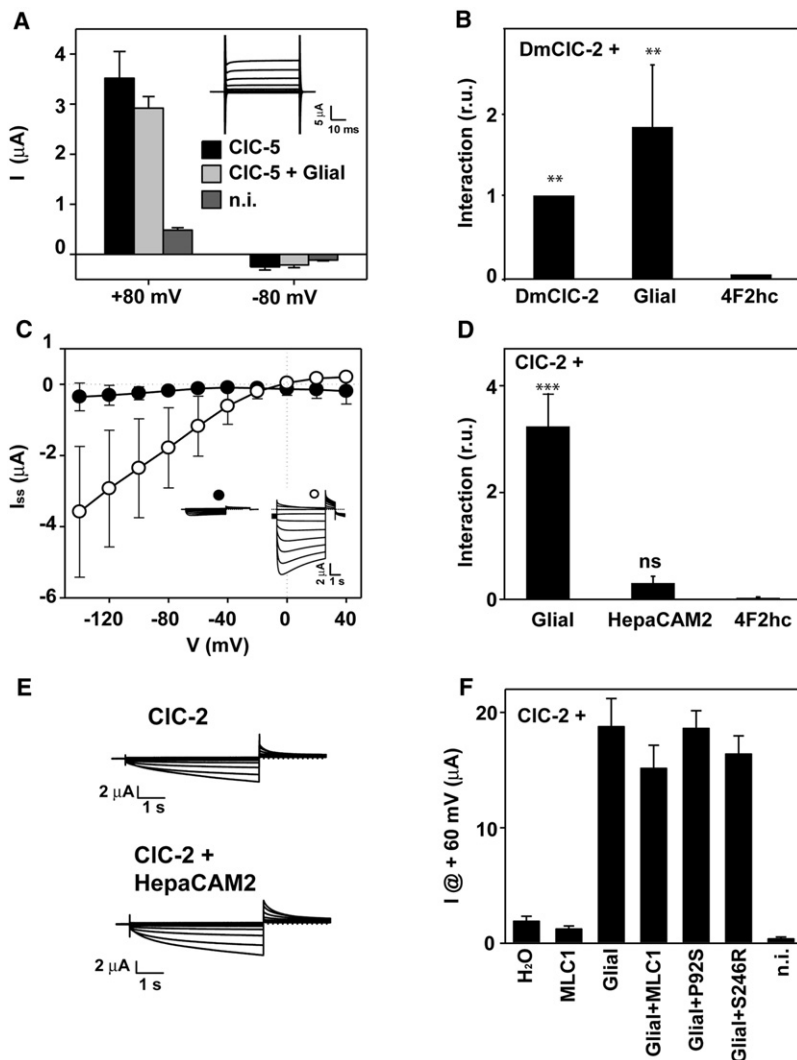 A
I (µA)
4
3
2
1
0
5 µA
10 ms
ClC-5
ClC-5 + Glial
n.i.
+80 mV
-80 mV
B
DmClC-2 +
Interaction (r.u.)
2
1
0
**
**
DmClC-2
Glial
4F2hc
C
Iss (µA)
1
0
-2
-4
-6
2 µA
1 s
-120
-80
-40
0
40
V (mV)
D
ClC-2 +
Interaction (r.u.)
4
2
0
***
ns
Glial
HepaCAM2
4F2hc
E
ClC-2
2 µA
1 s
ClC-2 +
HepaCAM2
2 µA
1 s
F
ClC-2 +
I @ + 60 mV (µA)
20
10
0
H₂O
MLC1
Glial
Glial+MLC1
Glial+P92S
Glial+S246R
n.i.